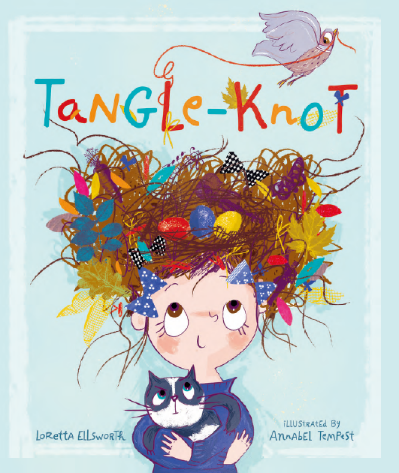 TANGLE-KNOT
LORETTA ELLSWORTH
ILLUSTRATED BY
ANNABEL TEMPEST